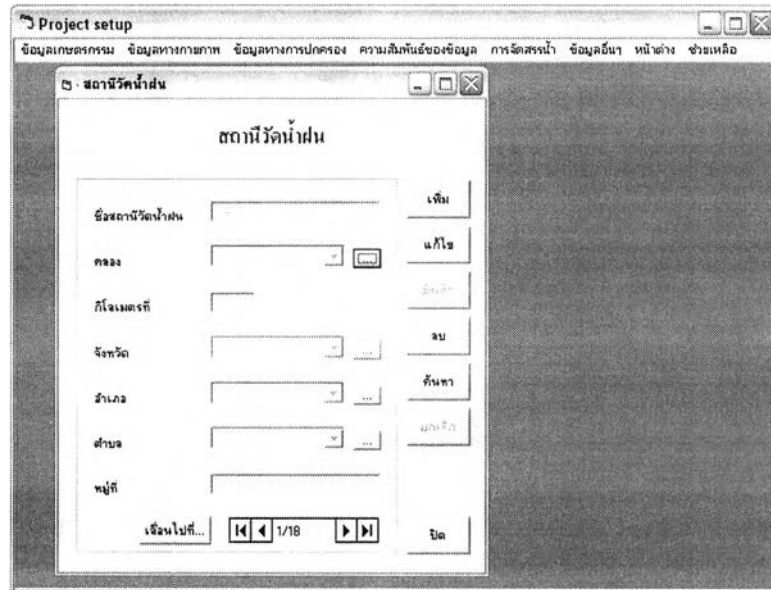 Project setup
ข้อมูลเกษตรกรรม ข้อมูลทางกายภาพ ข้อมูลทางการปกครอง ความสัมพันธ์ของข้อมูล การจัดสรรน้ำ ข้อมูลอื่นๆ หน้าต่าง ช่วยเหลือ
สถานีวัดน้ำฝน
สถานีวัดน้ำฝน
ชื่อสถานีวัดน้ำฝน
เพิ่ม
คลอง
...
แก้ไข
กิโลเมตรที่
จังหวัด
...
ลบ
อำเภอ
...
ค้นหา
ตำบล
...
ยกเลิก
หมู่ที่
เลื่อนไปที่...
1/18
ปิด